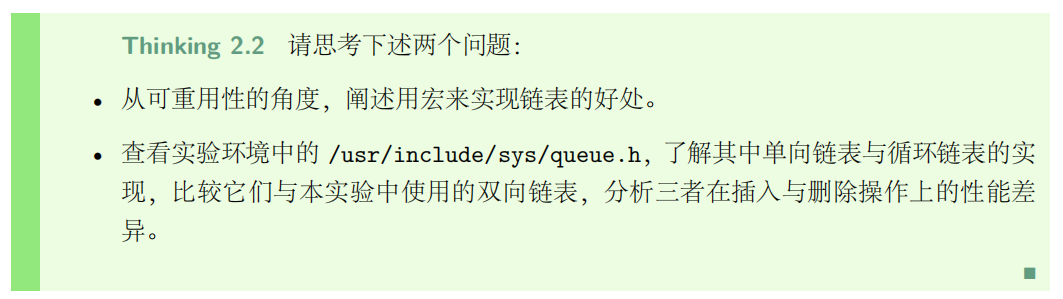 Thinking 2.2 请思考下述两个问题：
• 从可重用性的角度，阐述用宏来实现链表的好处。
• 查看实验环境中的 /usr/include/sys/queue.h，了解其中单向链表与循环链表的实
现，比较它们与本实验中使用的双向链表，分析三者在插入与删除操作上的性能差
异。